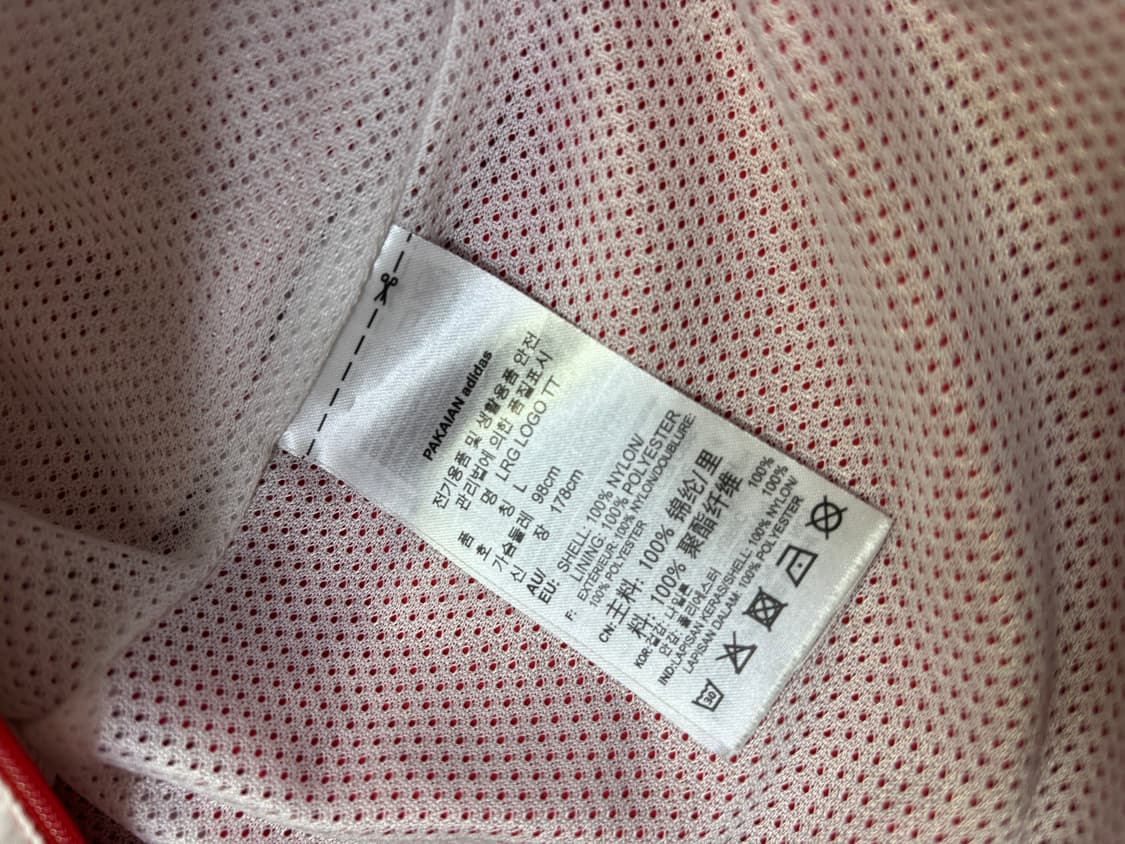 PAKAIAN adidas
전기용품 및 생활용품 안전
관리법에 의한 품질표시
품 명 LRG LOGO TT
호 칭 L
가슴둘레 98cm
신 장 178cm
AU
EU: SHELL: 100% NYLON/
LINING: 100% POLYESTER
F: EXTERIEUR: 100% NYLON/DOUBLURE:
100% POLYESTER
CN: 主料: 100% 锦纶/里
料: 100% 聚酯纤维
KOR: 겉감: 나일론 100%
안감: 폴리에스터 100%
IND: LAPISAN KERAS/SHELL: 100% NYLON/
LAPISAN DALAM: 100% POLYESTER
30